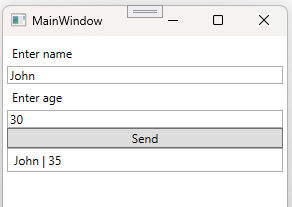 MainWindow
Enter name
John
Enter age
30
Send
John | 35